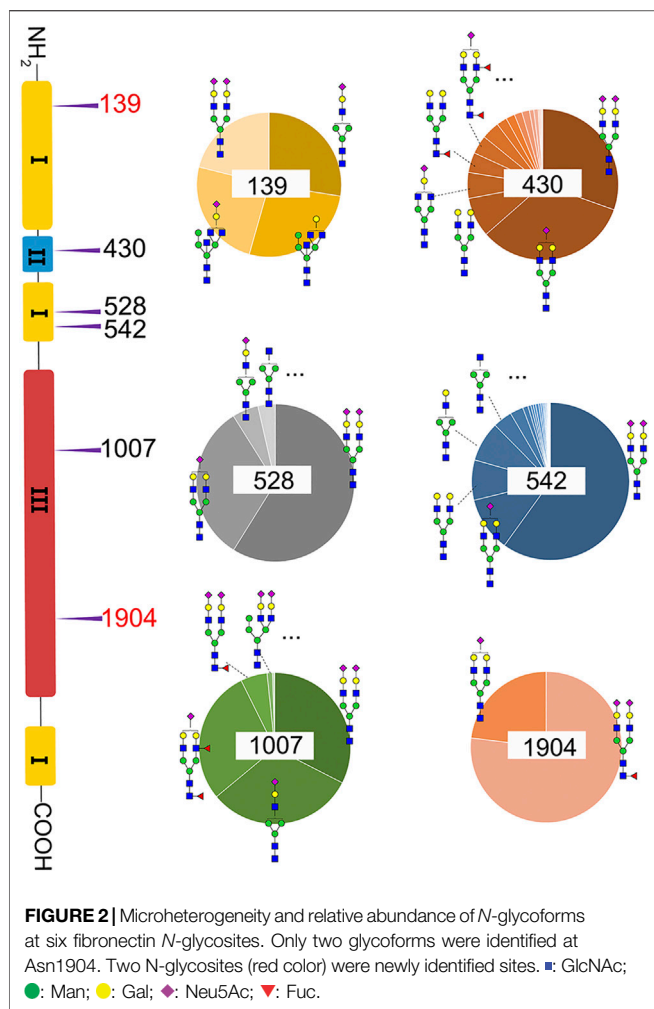 NH2
I
139
II
430
I
528
542
III
1007
1904
I
COOH
139
430
...
528
...
542
...
1007
...
1904
FIGURE 2 | Microheterogeneity and relative abundance of N-glycoforms
at six fibronectin N-glycosites. Only two glycoforms were identified at
Asn1904. Two N-glycosites (red color) were newly identified sites. ■: GlcNAc;
●: Man; ●: Gal; ◆: Neu5Ac; ▼: Fuc.